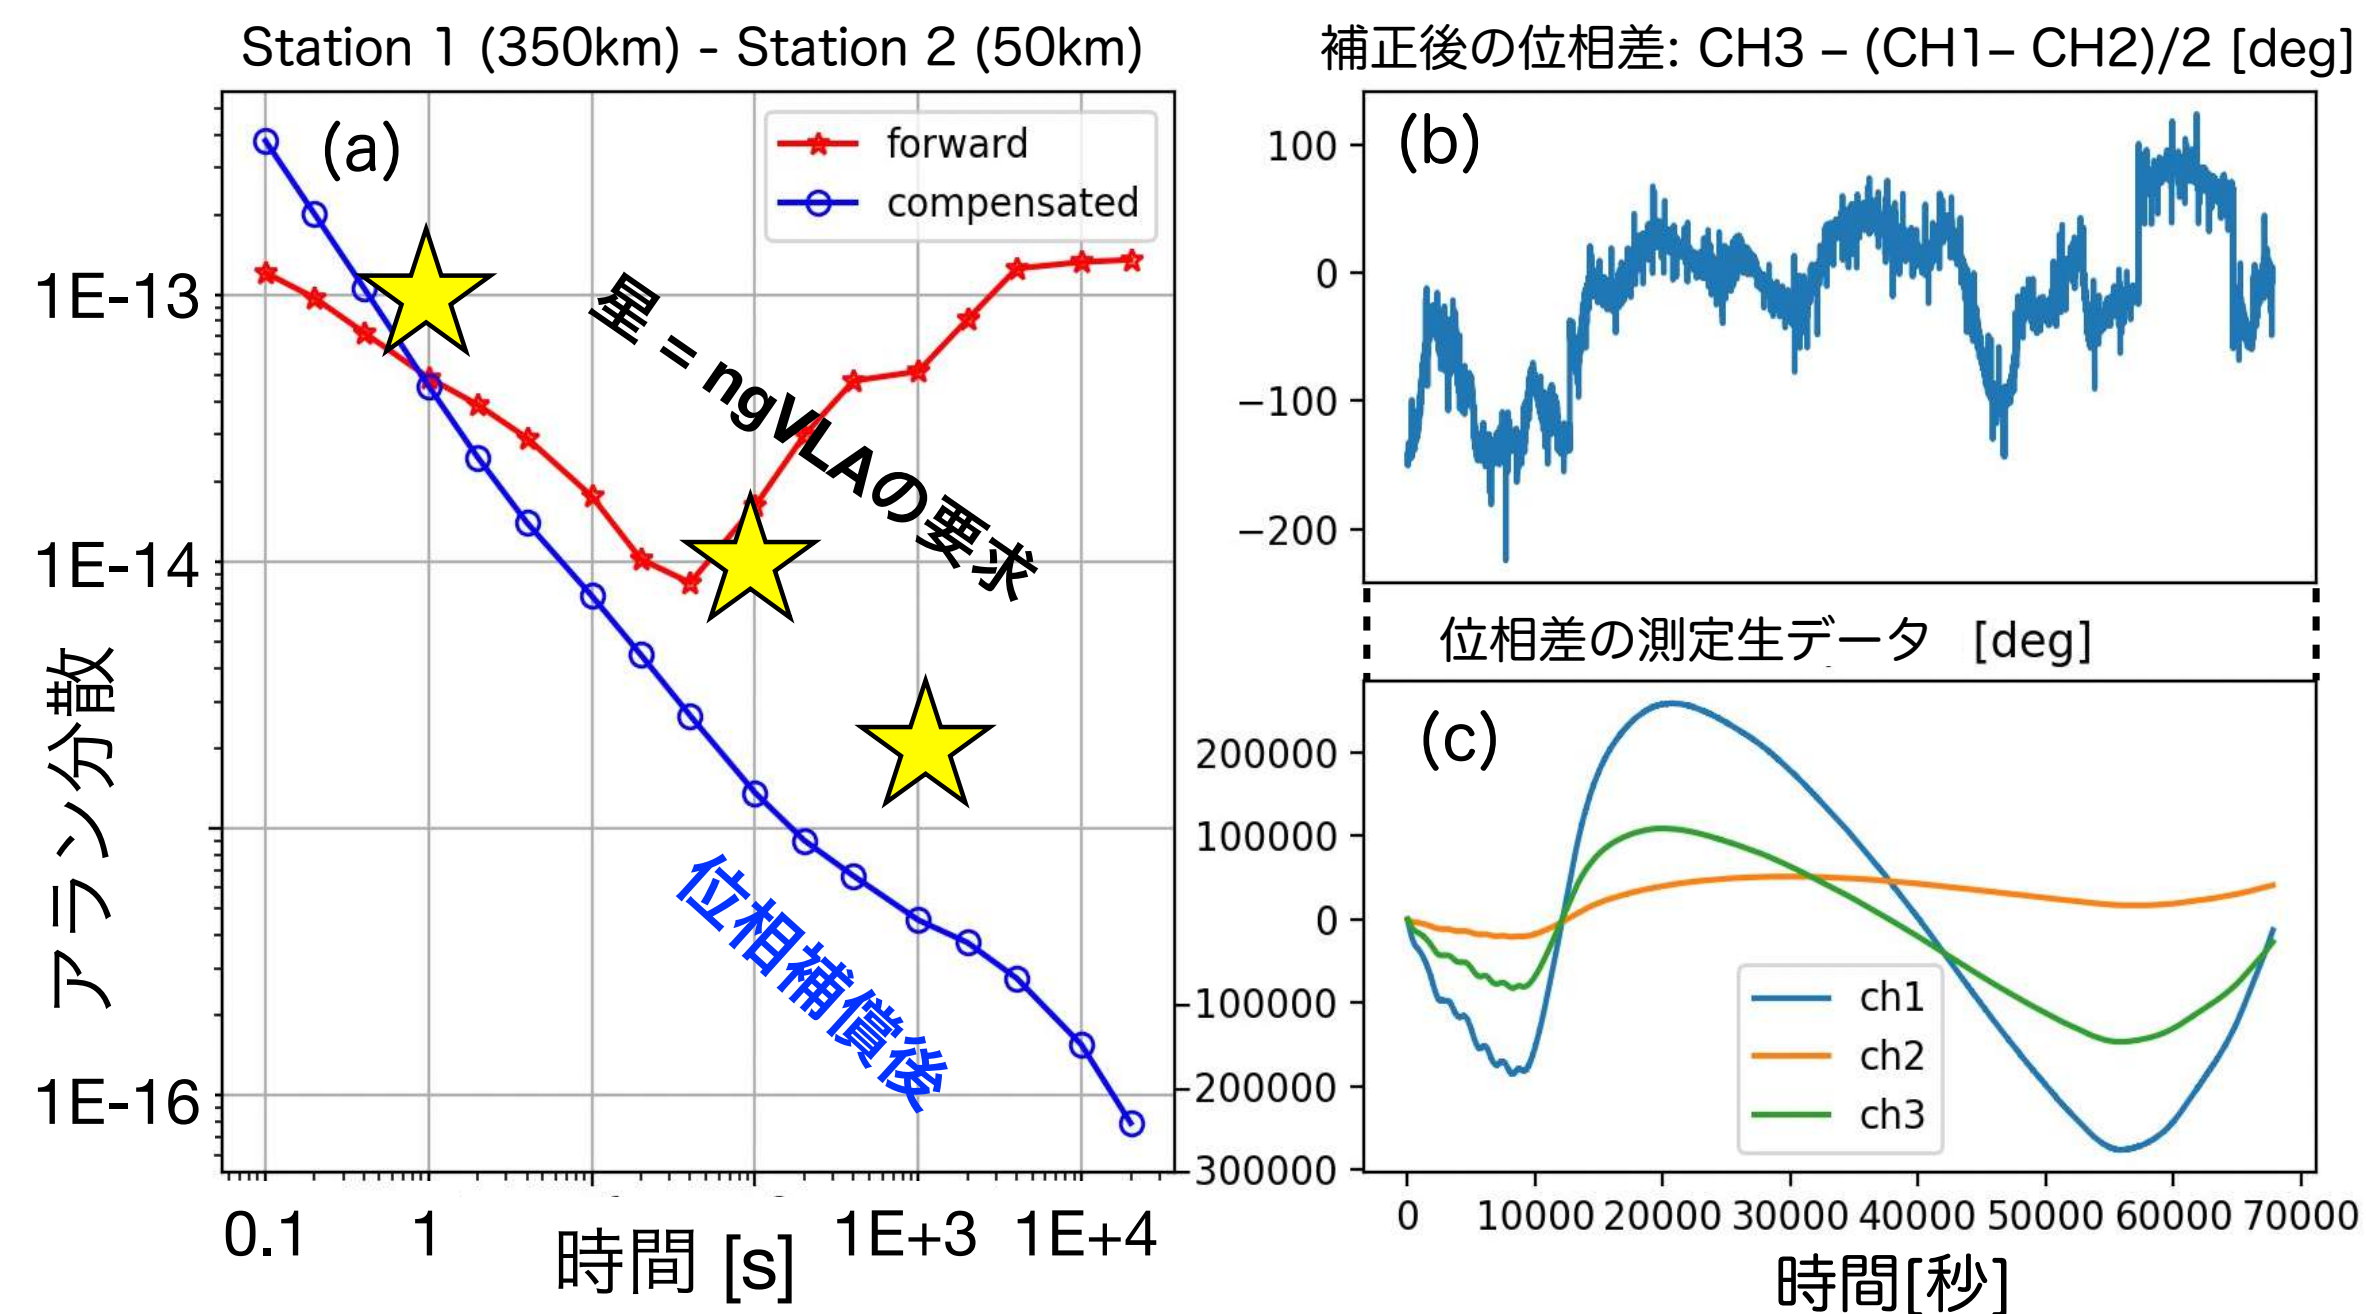 Station 1 (350km) - Station 2 (50km)
(a)
forward
compensated
星 = ngVLAの要求
位相補償後
アラン分散
1E-13
1E-14
1E-16
0.1
1
1E+3
1E+4
時間 [s]
補正後の位相差: CH3 – (CH1– CH2)/2 [deg]
(b)
100
0
−100
−200
位相差の測定生データ [deg]
(c)
200000
100000
0
−100000
−200000
−300000
ch1
ch2
ch3
0 10000 20000 30000 40000 50000 60000 70000
時間[秒]